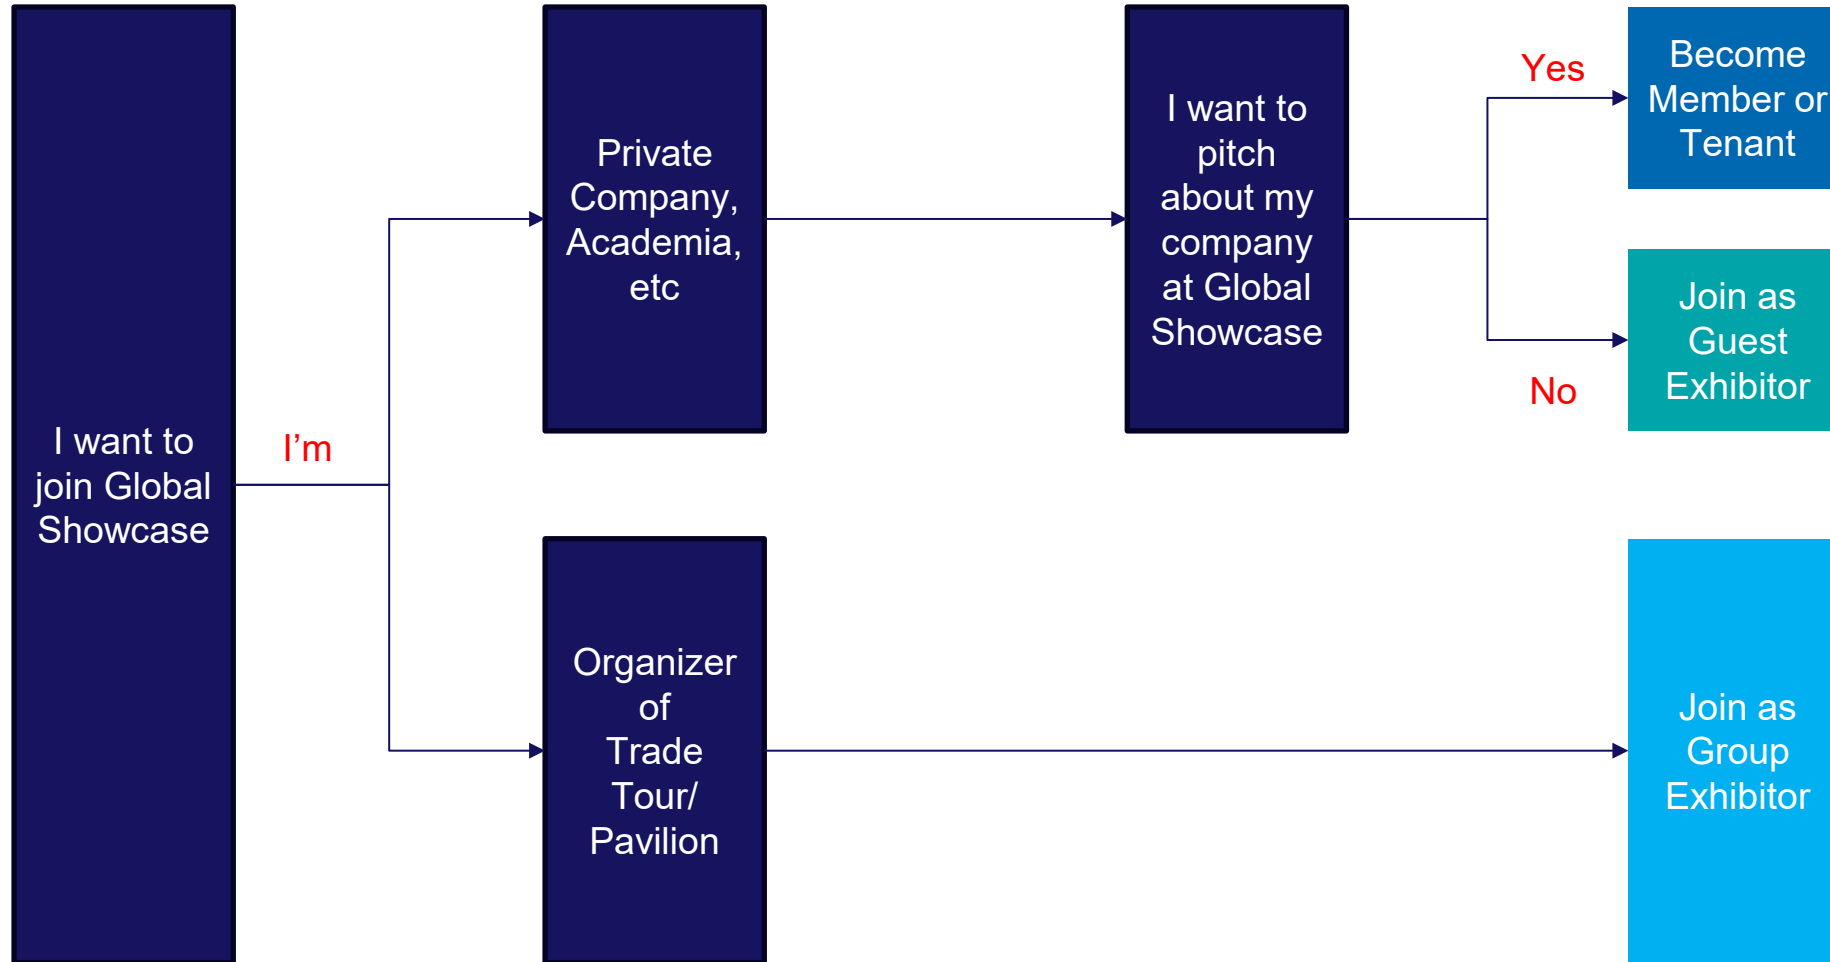 I want to
join Global
Showcase
I’m
Private
Company,
Academia,
etc
I want to
pitch
about my
company
at Global
Showcase
Yes
Become
Member or
Tenant
No
Join as
Guest
Exhibitor
Organizer
of
Trade
Tour/
Pavilion
Join as
Group
Exhibitor